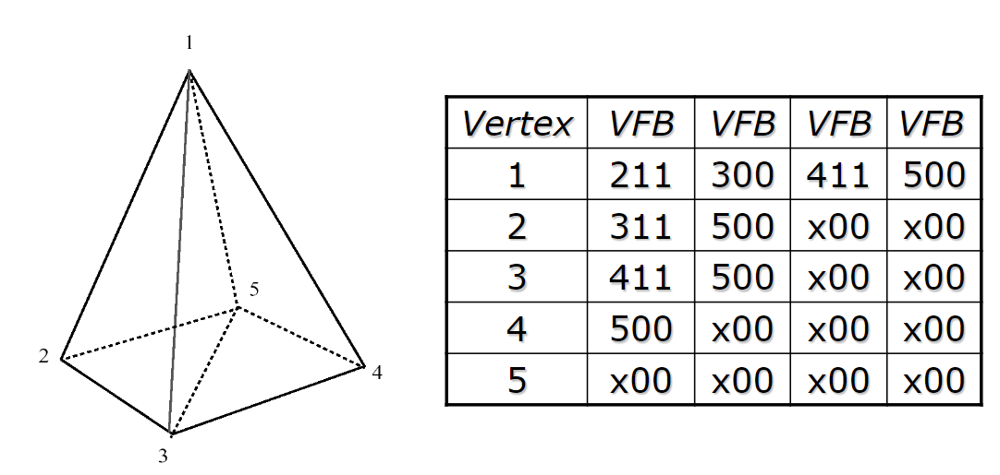 1
5
2
4
3
Vertex VFB VFB VFB VFB
1 211 300 411 500
2 311 500 x00 x00
3 411 500 x00 x00
4 500 x00 x00 x00
5 x00 x00 x00 x00